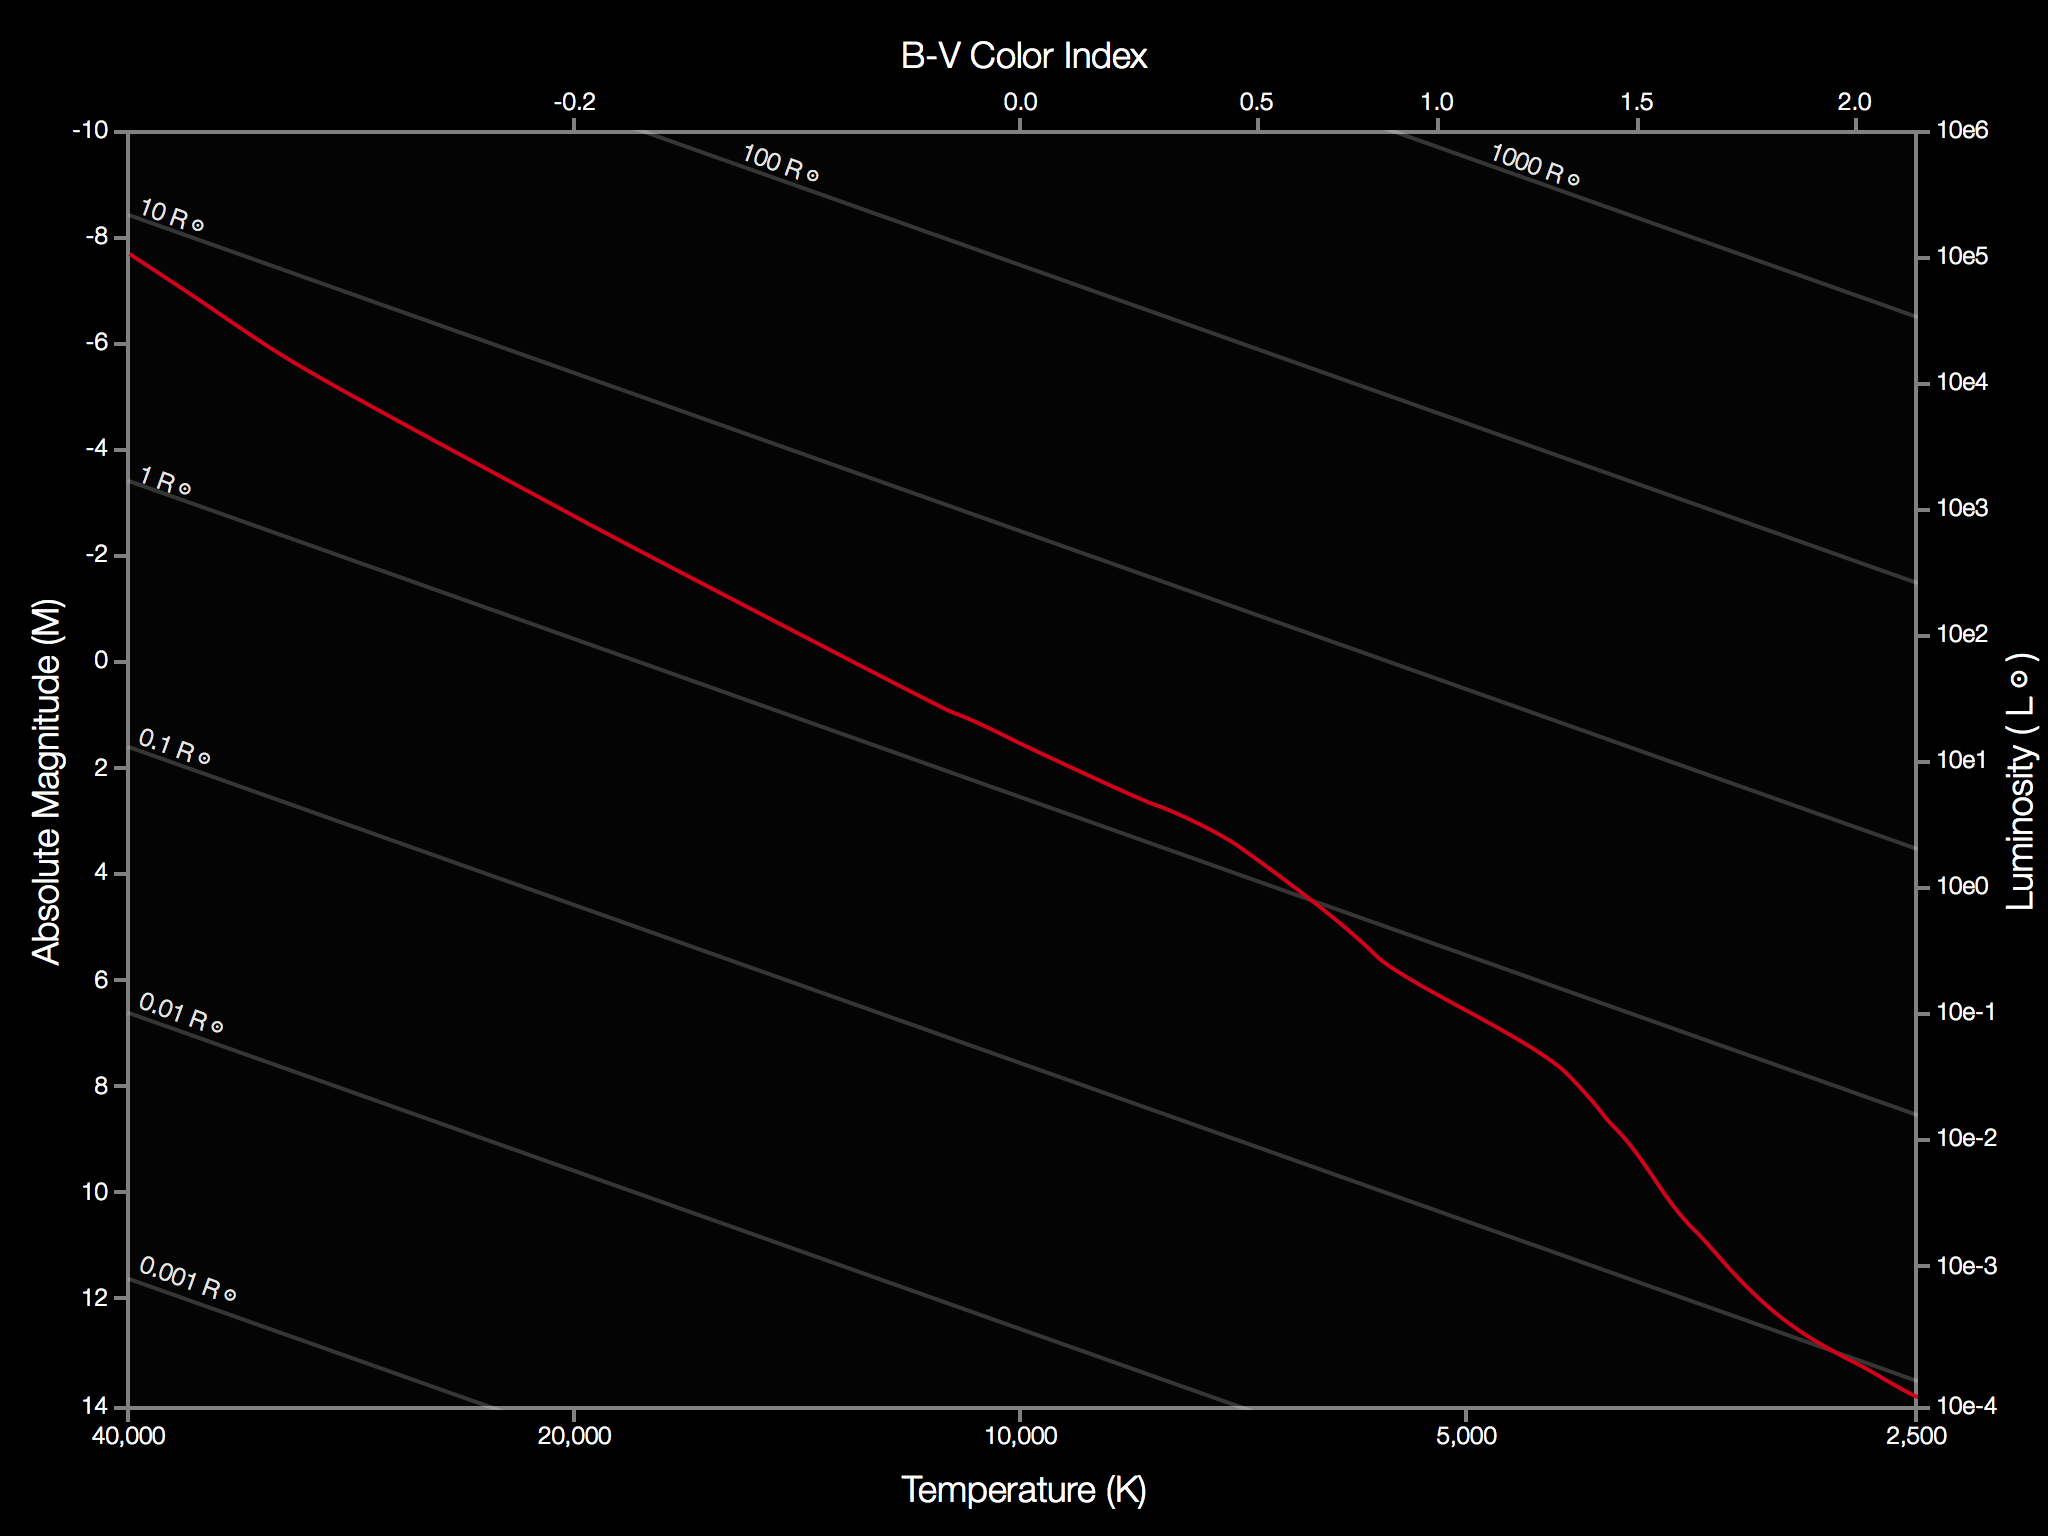 B-V Color Index
-0.2 0.0 0.5 1.0 1.5 2.0
-10
-8
-6
-4
-2
0
2
4
6
8
10
12
14
Absolute Magnitude (M)
100 R⊙
1000 R⊙
10 R⊙
1 R⊙
0.1 R⊙
0.01 R⊙
0.001 R⊙
10e6
10e5
10e4
10e3
10e2
10e1
10e0
10e-1
10e-2
10e-3
10e-4
Luminosity ( L ⊙ )
40,000 20,000 10,000 5,000 2,500
Temperature (K)